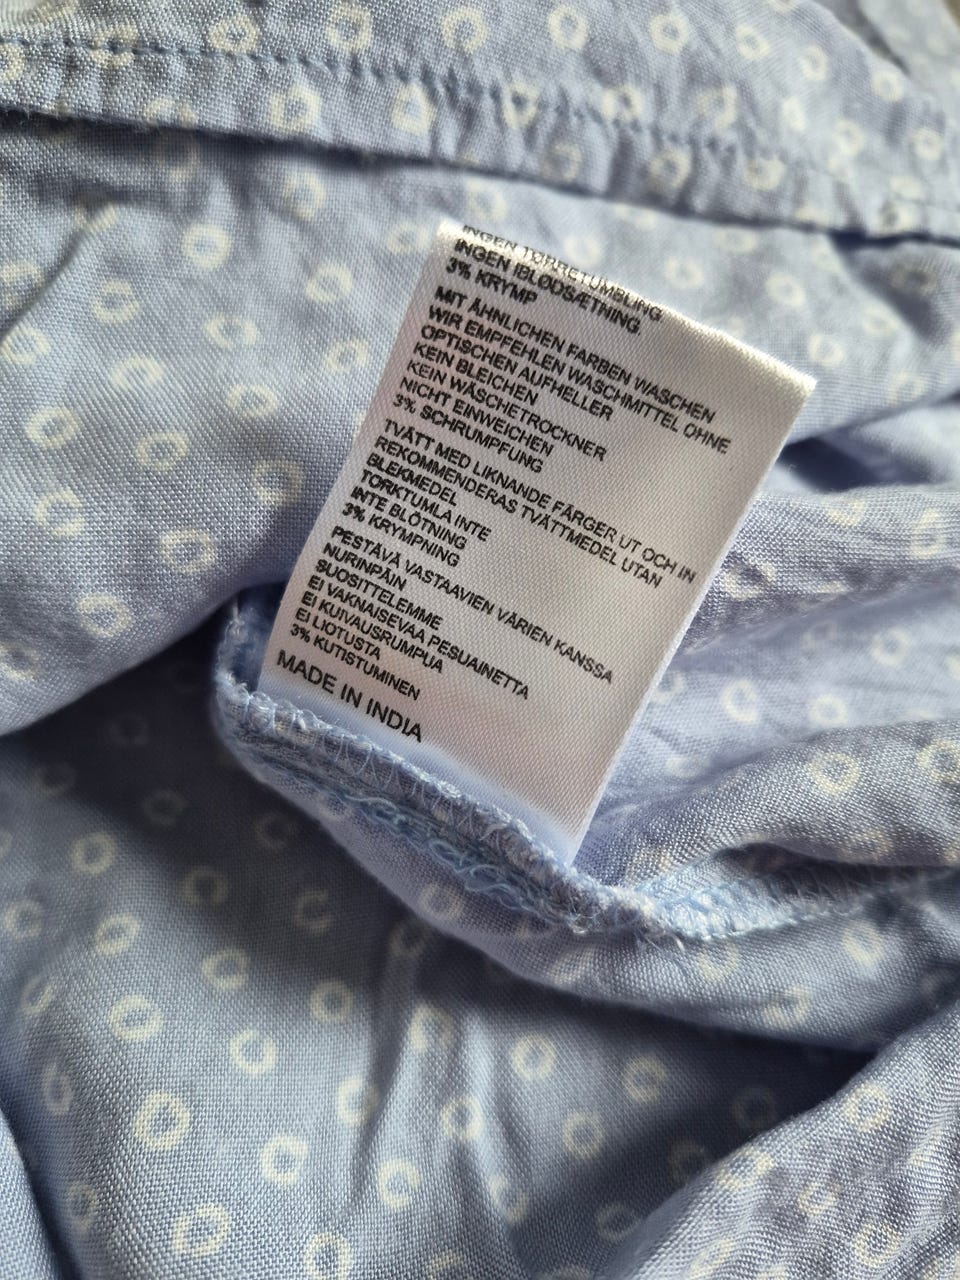 INGEN TØRRETUMBLING
INGEN IBLØDSÆTNING
3% KRYMP
MIT ÄHNLICHEN FARBEN WASCHEN
WIR EMPFEHLEN WASCHMITTEL OHNE
OPTISCHEN AUFHELLER
KEIN BLEICHEN
KEIN WÄSCHETROCKNER
NICHT EINWEICHEN
3% SCHRUMPFUNG
TVÄTT MED LIKNANDE FÄRGER UT OCH IN
REKOMMENDERAS TVÄTTMEDEL UTAN
BLEKMEDEL
TORKTUMLA INTE
INTE BLÖTNING
3% KRYMPNING
PESTÄVÄ VASTAAVIEN VÄRIEN KANSSA
NURINPÄIN
SUOSITTELEMME
EI VAKNAISEVAA PESUAINETTA
EI KUIVAUSRUMPUA
EI LIOTUSTA
3% KUTISTUMINEN
MADE IN INDIA